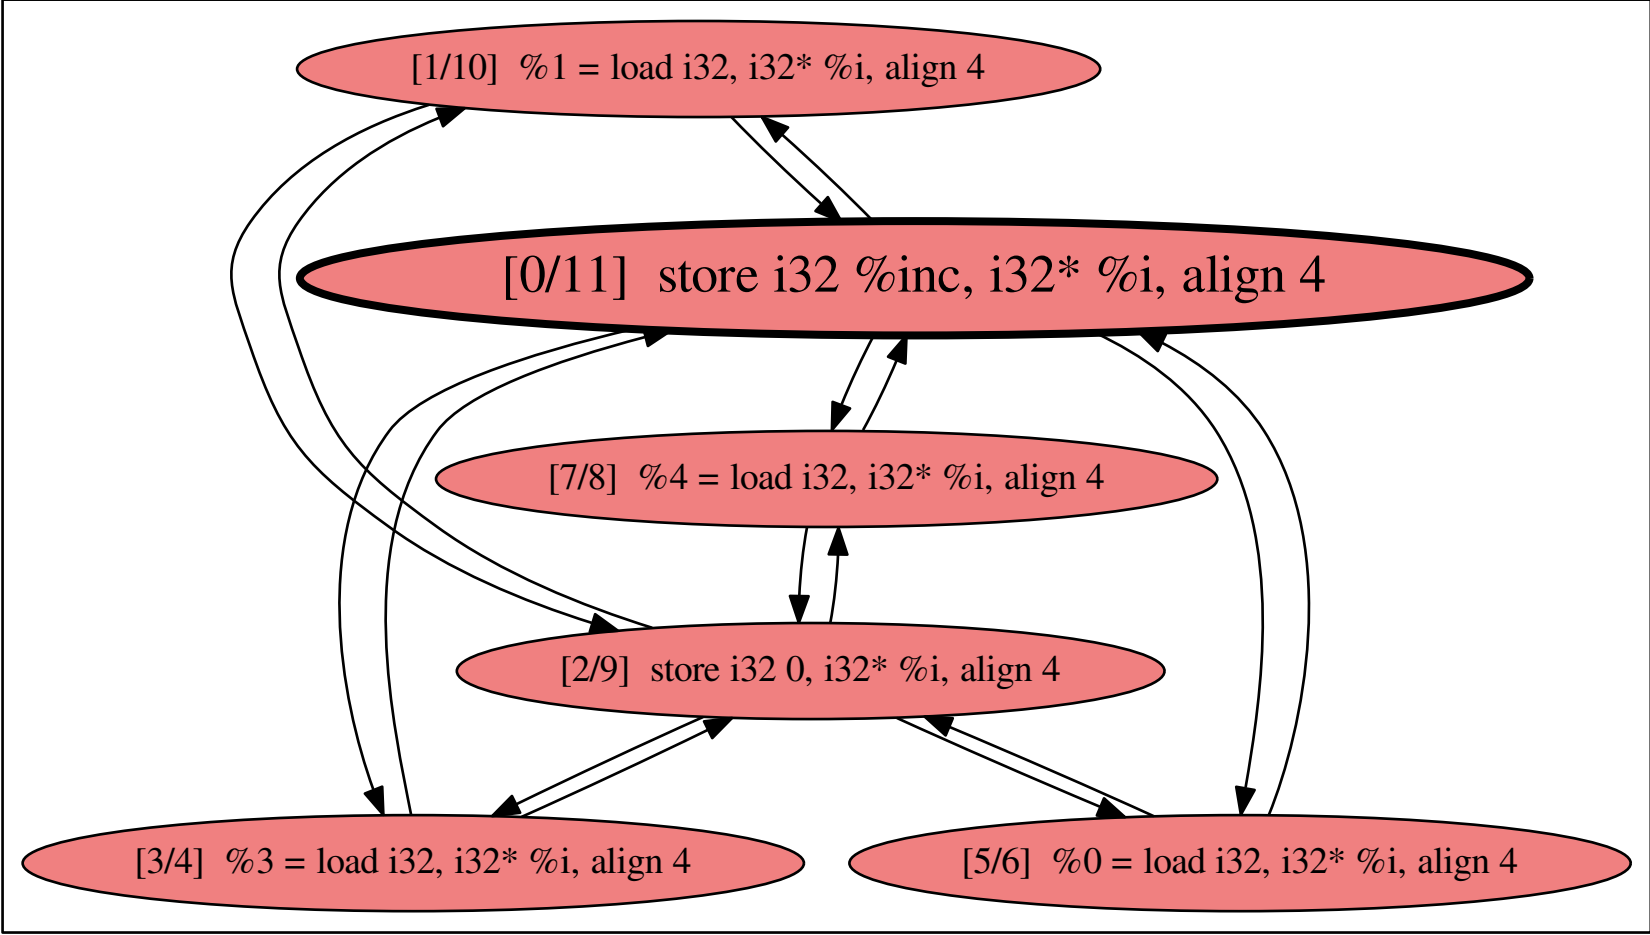 [1/10]  %1 = load i32, i32* %i, align 4
[0/11]  store i32 %inc, i32* %i, align 4
[7/8]  %4 = load i32, i32* %i, align 4
[2/9]  store i32 0, i32* %i, align 4
[3/4]  %3 = load i32, i32* %i, align 4
[5/6]  %0 = load i32, i32* %i, align 4